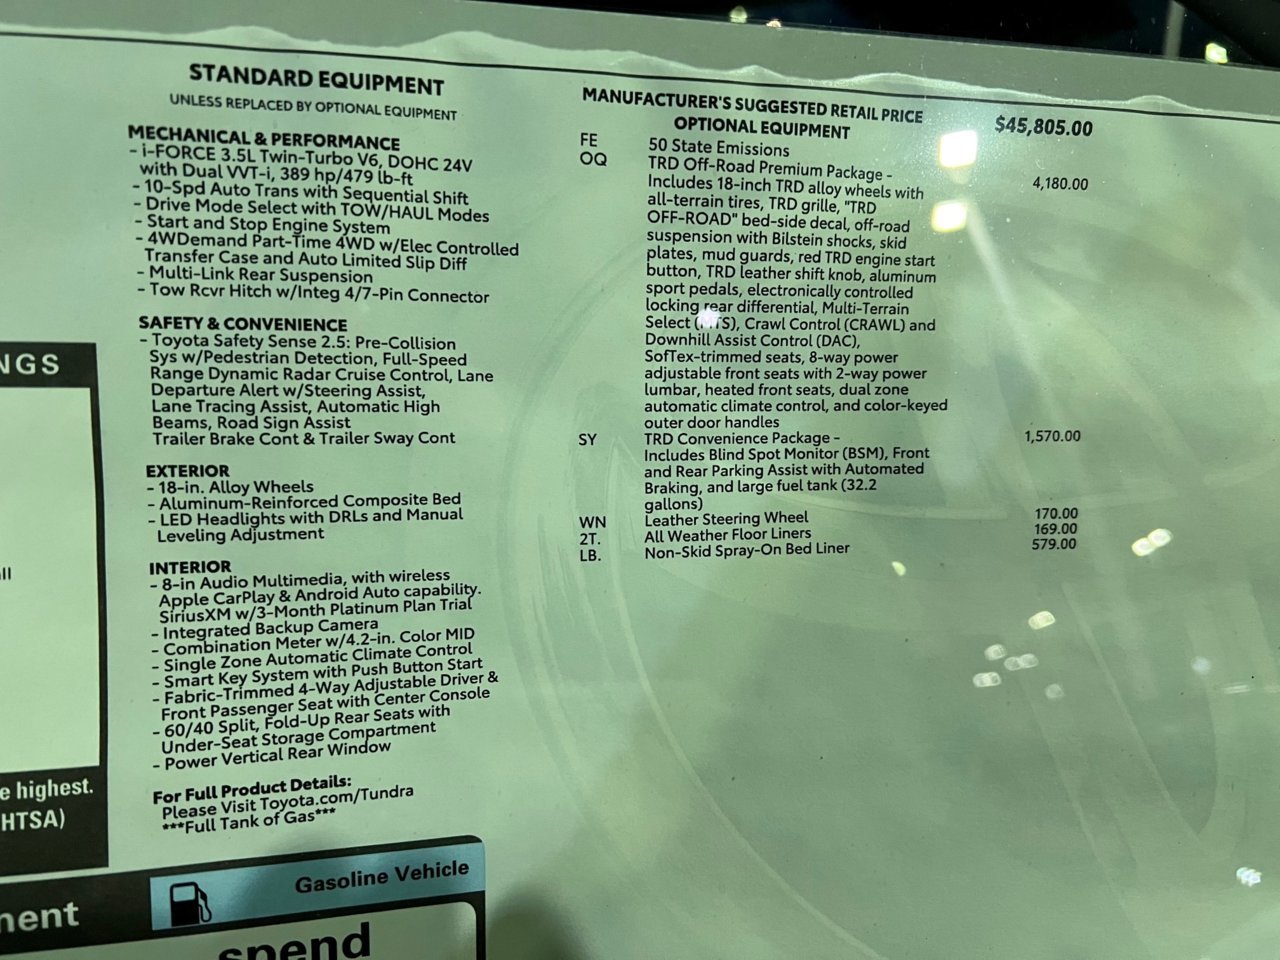 STANDARD EQUIPMENT
UNLESS REPLACED BY OPTIONAL EQUIPMENT
MECHANICAL & PERFORMANCE
- i-FORCE 3.5L Twin-Turbo V6, DOHC 24V
with Dual VVT-i, 389 hp/479 lb-ft
- 10-Spd Auto Trans with Sequential Shift
- Drive Mode Select with TOW/HAUL Modes
- Start and Stop Engine System
- 4WDemand Part-Time 4WD w/Elec Controlled
Transfer Case and Auto Limited Slip Diff
- Multi-Link Rear Suspension
- Tow Rcvr Hitch w/Integ 4/7-Pin Connector
SAFETY & CONVENIENCE
- Toyota Safety Sense 2.5: Pre-Collision
Sys w/Pedestrian Detection, Full-Speed
Range Dynamic Radar Cruise Control, Lane
Departure Alert w/Steering Assist,
Lane Tracing Assist, Automatic High
Beams, Road Sign Assist
Trailer Brake Cont & Trailer Sway Cont
EXTERIOR
- 18-in. Alloy Wheels
- Aluminum-Reinforced Composite Bed
- LED Headlights with DRLs and Manual
Leveling Adjustment
INTERIOR
- 8-in Audio Multimedia, with wireless
Apple CarPlay & Android Auto capability.
SiriusXM w/3-Month Platinum Plan Trial
- Integrated Backup Camera
- Combination Meter w/4.2-in. Color MID
- Single Zone Automatic Climate Control
- Smart Key System with Push Button Start
- Fabric-Trimmed 4-Way Adjustable Driver &
Front Passenger Seat with Center Console
- 60/40 Split, Fold-Up Rear Seats with
Under-Seat Storage Compartment
- Power Vertical Rear Window
For Full Product Details:
Please Visit Toyota.com/Tundra
***Full Tank of Gas***
MANUFACTURER'S SUGGESTED RETAIL PRICE $45,805.00
OPTIONAL EQUIPMENT
FE 50 State Emissions
OQ TRD Off-Road Premium Package - 4,180.00
Includes 18-inch TRD alloy wheels with
all-terrain tires, TRD grille, "TRD
OFF-ROAD" bed-side decal, off-road
suspension with Bilstein shocks, skid
plates, mud guards, red TRD engine start
button, TRD leather shift knob, aluminum
sport pedals, electronically controlled
locking rear differential, Multi-Terrain
Select (MTS), Crawl Control (CRAWL) and
Downhill Assist Control (DAC),
SofTex-trimmed seats, 8-way power
adjustable front seats with 2-way power
lumbar, heated front seats, dual zone
automatic climate control, and color-keyed
outer door handles
SY TRD Convenience Package - 1,570.00
Includes Blind Spot Monitor (BSM), Front
and Rear Parking Assist with Automated
Braking, and large fuel tank (32.2
gallons)
WN Leather Steering Wheel 170.00
2T. All Weather Floor Liners 169.00
LB. Non-Skid Spray-On Bed Liner 579.00
NGS
ll
e highest.
HTSA)
nent
Gasoline Vehicle
spend